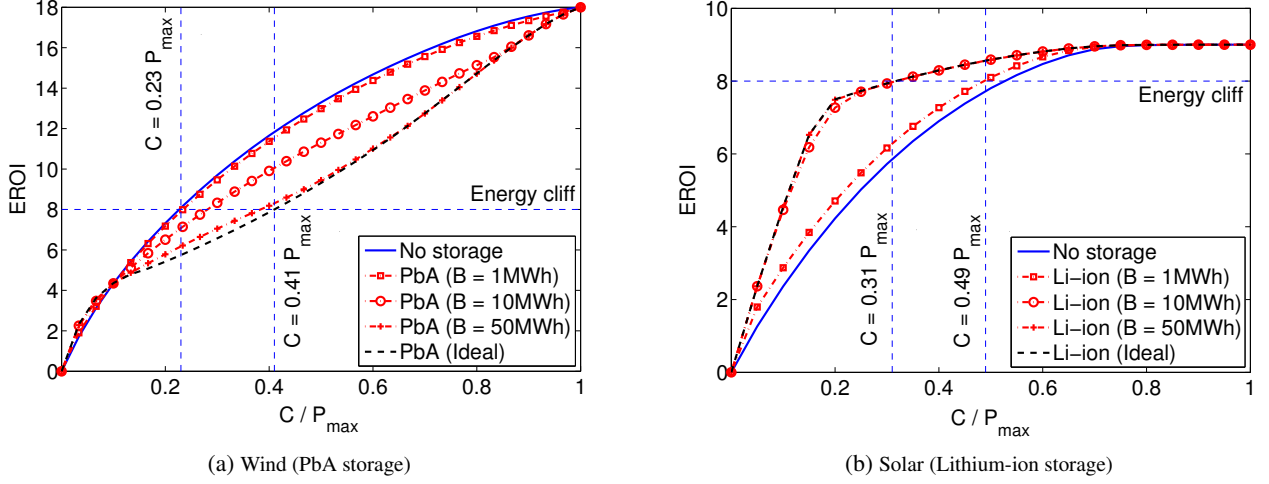 18
16
14
12
10
8
6
4
2
0
EROI
C = 0.23 P_max
C = 0.41 P_max
Energy cliff
No storage
PbA (B = 1MWh)
PbA (B = 10MWh)
PbA (B = 50MWh)
PbA (Ideal)
0.2 0.4 0.6 0.8 1
C / P_max
(a) Wind (PbA storage)
10
8
6
4
2
0
EROI
Energy cliff
C = 0.31 P_max
C = 0.49 P_max
No storage
Li-ion (B = 1MWh)
Li-ion (B = 10MWh)
Li-ion (B = 50MWh)
Li-ion (Ideal)
0 0.2 0.4 0.6 0.8 1
C / P_max
(b) Solar (Lithium-ion storage)